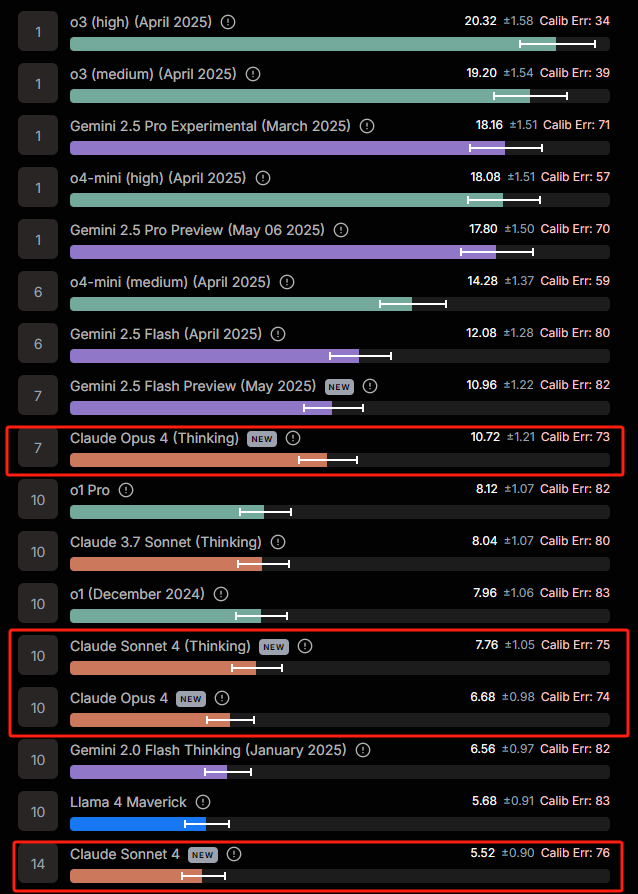 1 o3 (high) (April 2025) 20.32 ±1.58 Calib Err: 34
1 o3 (medium) (April 2025) 19.20 ±1.54 Calib Err: 39
1 Gemini 2.5 Pro Experimental (March 2025) 18.16 ±1.51 Calib Err: 71
1 o4-mini (high) (April 2025) 18.08 ±1.51 Calib Err: 57
1 Gemini 2.5 Pro Preview (May 06 2025) 17.80 ±1.50 Calib Err: 70
6 o4-mini (medium) (April 2025) 14.28 ±1.37 Calib Err: 59
6 Gemini 2.5 Flash (April 2025) 12.08 ±1.28 Calib Err: 80
7 Gemini 2.5 Flash Preview (May 2025) NEW 10.96 ±1.22 Calib Err: 82
7 Claude Opus 4 (Thinking) NEW 10.72 ±1.21 Calib Err: 73
10 o1 Pro 8.12 ±1.07 Calib Err: 82
10 Claude 3.7 Sonnet (Thinking) 8.04 ±1.07 Calib Err: 80
10 o1 (December 2024) 7.96 ±1.06 Calib Err: 83
10 Claude Sonnet 4 (Thinking) NEW 7.76 ±1.05 Calib Err: 75
10 Claude Opus 4 NEW 6.68 ±0.98 Calib Err: 74
10 Gemini 2.0 Flash Thinking (January 2025) 6.56 ±0.97 Calib Err: 82
10 Llama 4 Maverick 5.68 ±0.91 Calib Err: 83
14 Claude Sonnet 4 NEW 5.52 ±0.90 Calib Err: 76